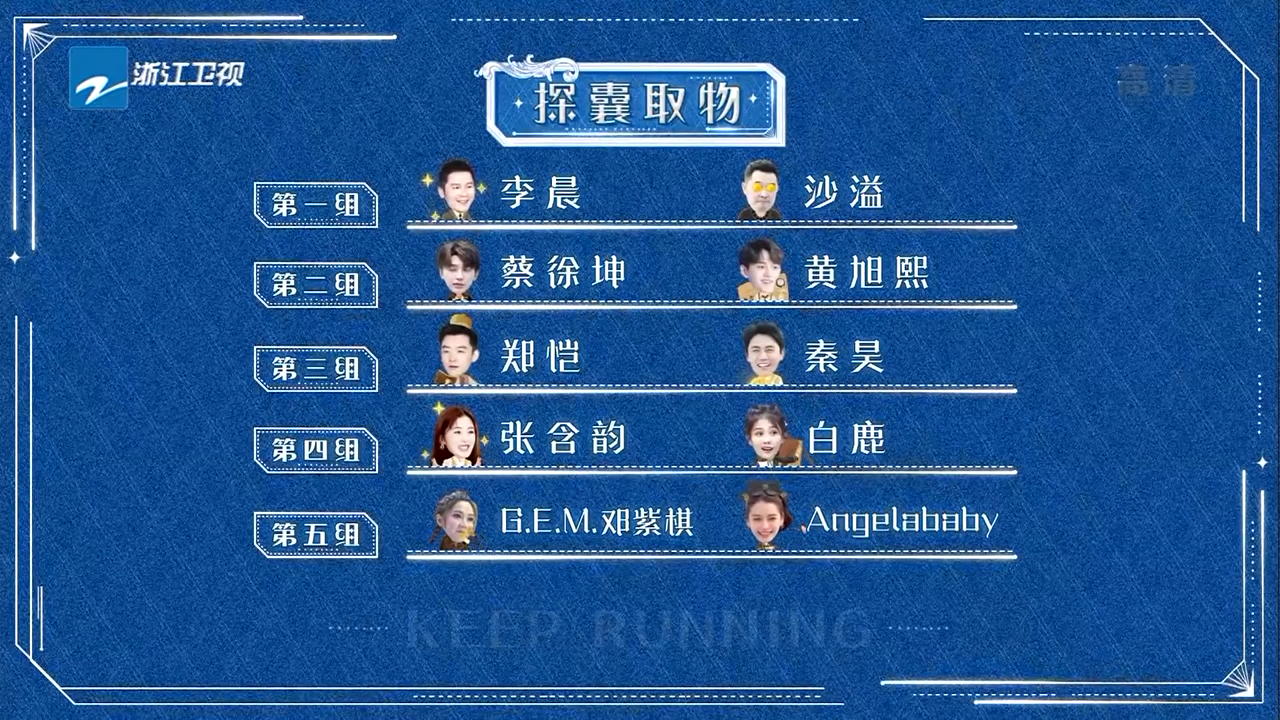 浙江卫视
高清
探囊取物
第一组 李晨 沙溢
第二组 蔡徐坤 黄旭熙
第三组 郑恺 秦昊
第四组 张含韵 白鹿
第五组 G.E.M.邓紫棋 Angelababy
KEEP RUNNING